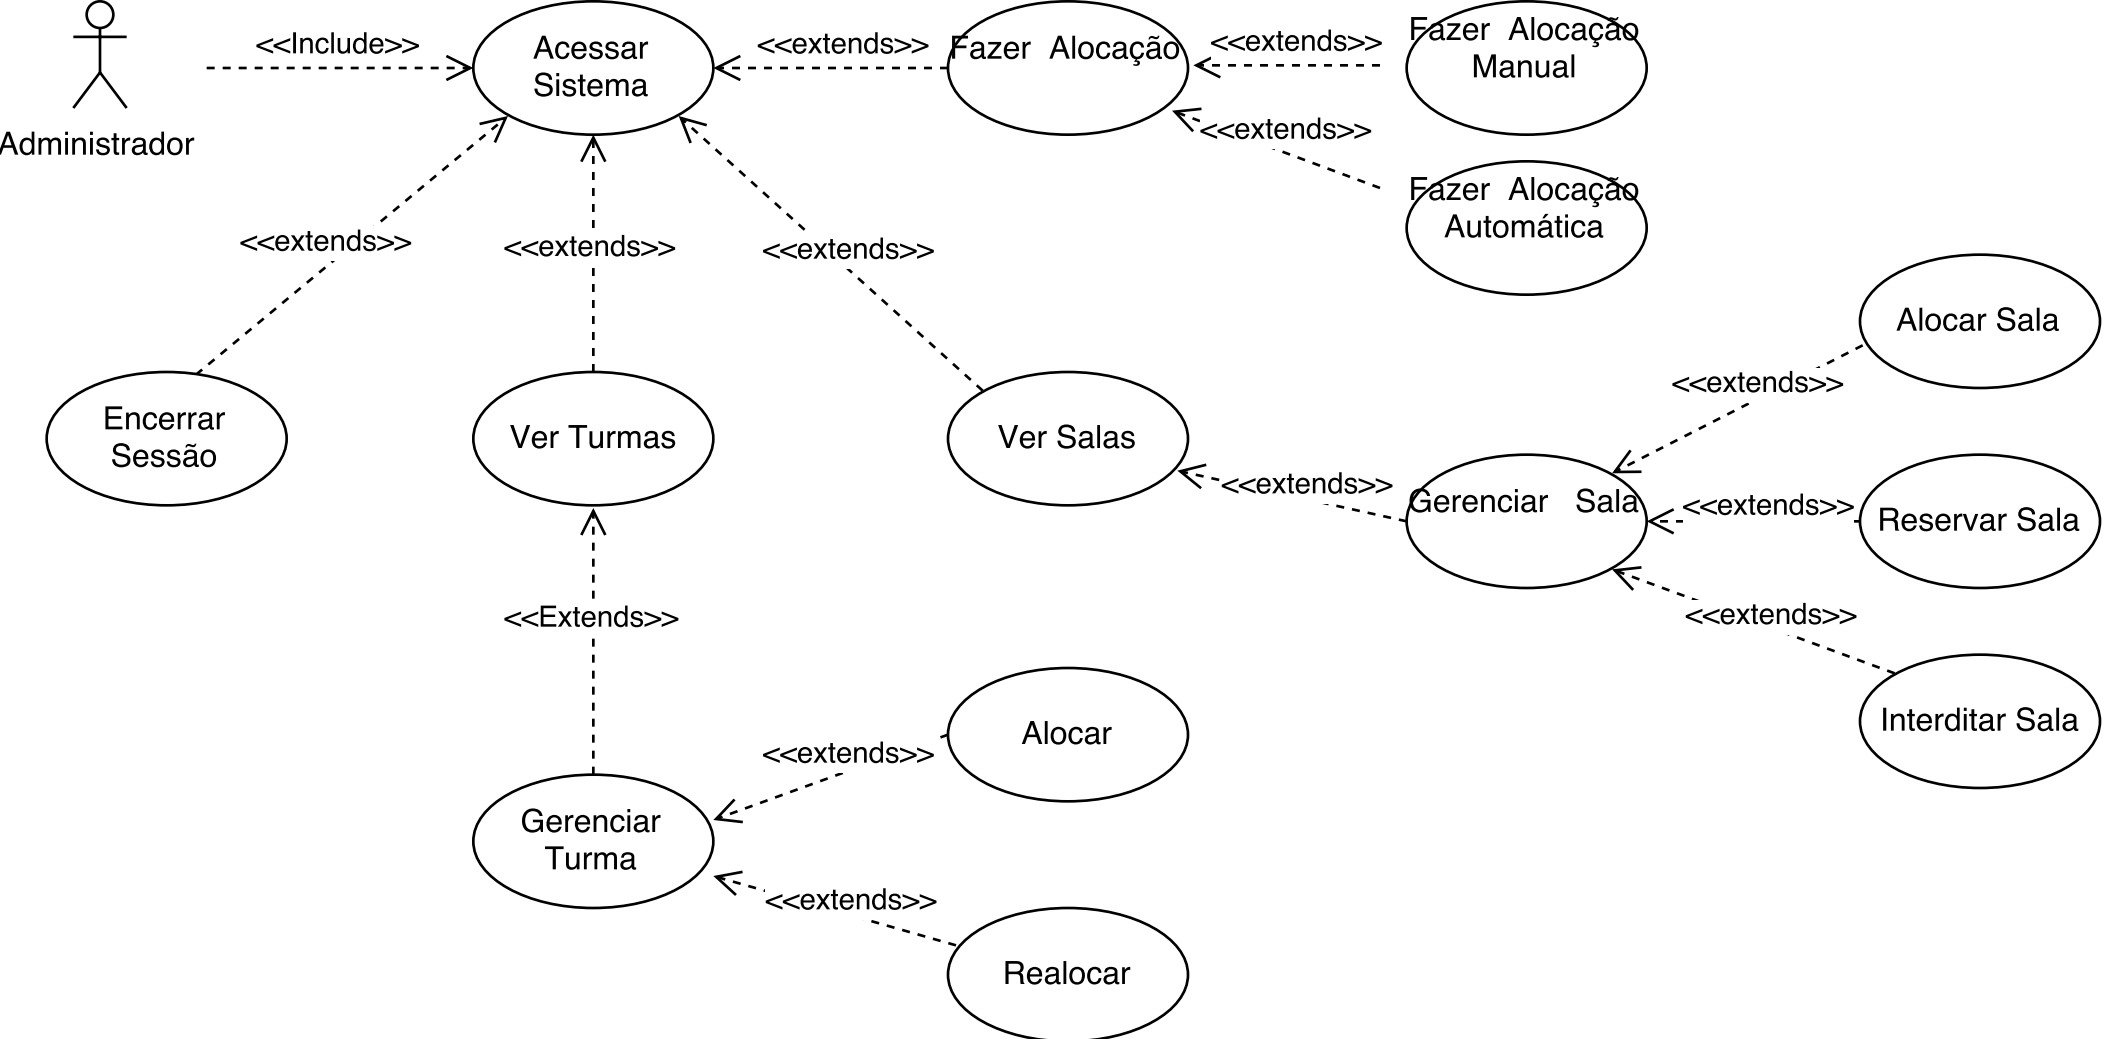 <<Include>>
Acessar
Sistema
<<extends>>
Fazer Alocação
<<extends>>
Fazer Alocação
Manual
Administrador
<<extends>>
Fazer Alocação
Automática
<<extends>>
<<extends>>
<<extends>>
Alocar Sala
<<extends>>
Encerrar
Sessão
Ver Turmas
Ver Salas
<<extends>>
Gerenciar Sala
<<extends>>
Reservar Sala
<<Extends>>
<<extends>>
Interditar Sala
Alocar
<<extends>>
Gerenciar
Turma
<<extends>>
Realocar